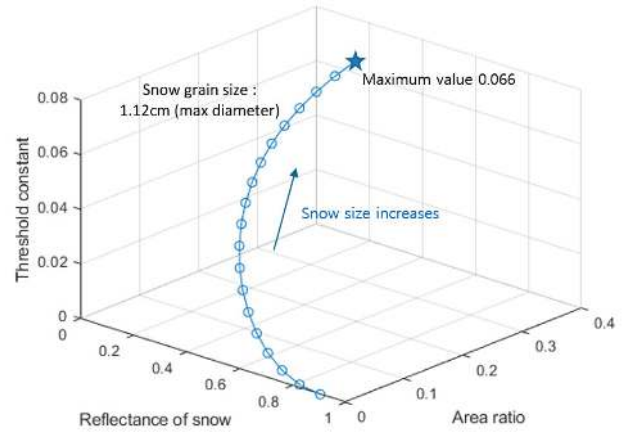 Snow grain size :
1.12cm (max diameter)
Maximum value 0.066
Snow size increases
Threshold constant
0.08
0.06
0.04
0.02
0
0
0.2
0.4
0.6
0.8
1
Reflectance of snow
0
0.1
0.2
0.3
0.4
Area ratio